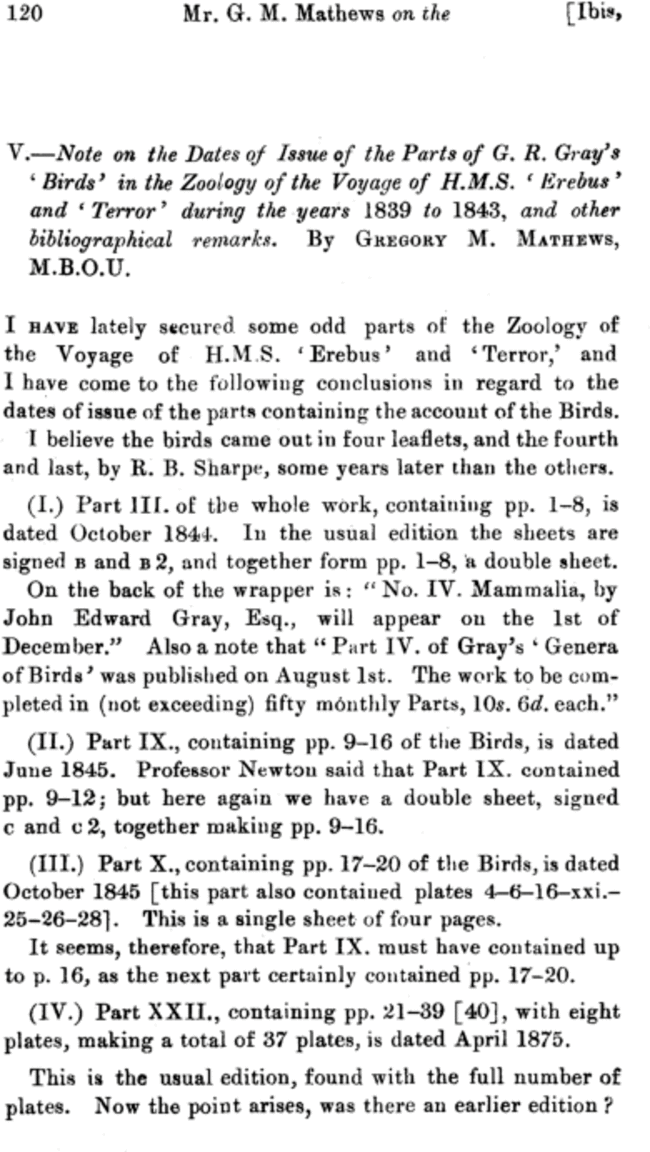 120 Mr. G. M. Mathews on the [Ibis,
V.—Note on the Dates of Issue of the Parts of G. R. Gray's
‘Birds’ in the Zoology of the Voyage of H.M.S. ‘Erebus’
and ‘Terror’ during the years 1839 to 1843, and other
bibliographical remarks. By GREGORY M. MATHEWS,
M.B.O.U.
I HAVE lately secured some odd parts of the Zoology of
the Voyage of H.M.S. ‘Erebus’ and ‘Terror,’ and
I have come to the following conclusions in regard to the
dates of issue of the parts containing the account of the Birds.
I believe the birds came out in four leaflets, and the fourth
and last, by R. B. Sharpe, some years later than the others.
(I.) Part III. of the whole work, containing pp. 1–8, is
dated October 1844. In the usual edition the sheets are
signed B and B 2, and together form pp. 1–8, a double sheet.
On the back of the wrapper is: “No. IV. Mammalia, by
John Edward Gray, Esq., will appear on the 1st of
December.” Also a note that “Part IV. of Gray's ‘Genera
of Birds’ was published on August 1st. The work to be com-
pleted in (not exceeding) fifty mónthly Parts, 10s. 6d. each.”
(II.) Part IX., containing pp. 9–16 of the Birds, is dated
June 1845. Professor Newton said that Part IX. contained
pp. 9–12; but here again we have a double sheet, signed
C and C 2, together making pp. 9–16.
(III.) Part X., containing pp. 17–20 of the Birds, is dated
October 1845 [this part also contained plates 4–6–16–xxi.–
25–26–28]. This is a single sheet of four pages.
It seems, therefore, that Part IX. must have contained up
to p. 16, as the next part certainly contained pp. 17–20.
(IV.) Part XXII., containing pp. 21–39 [40], with eight
plates, making a total of 37 plates, is dated April 1875.
This is the usual edition, found with the full number of
plates. Now the point arises, was there an earlier edition?